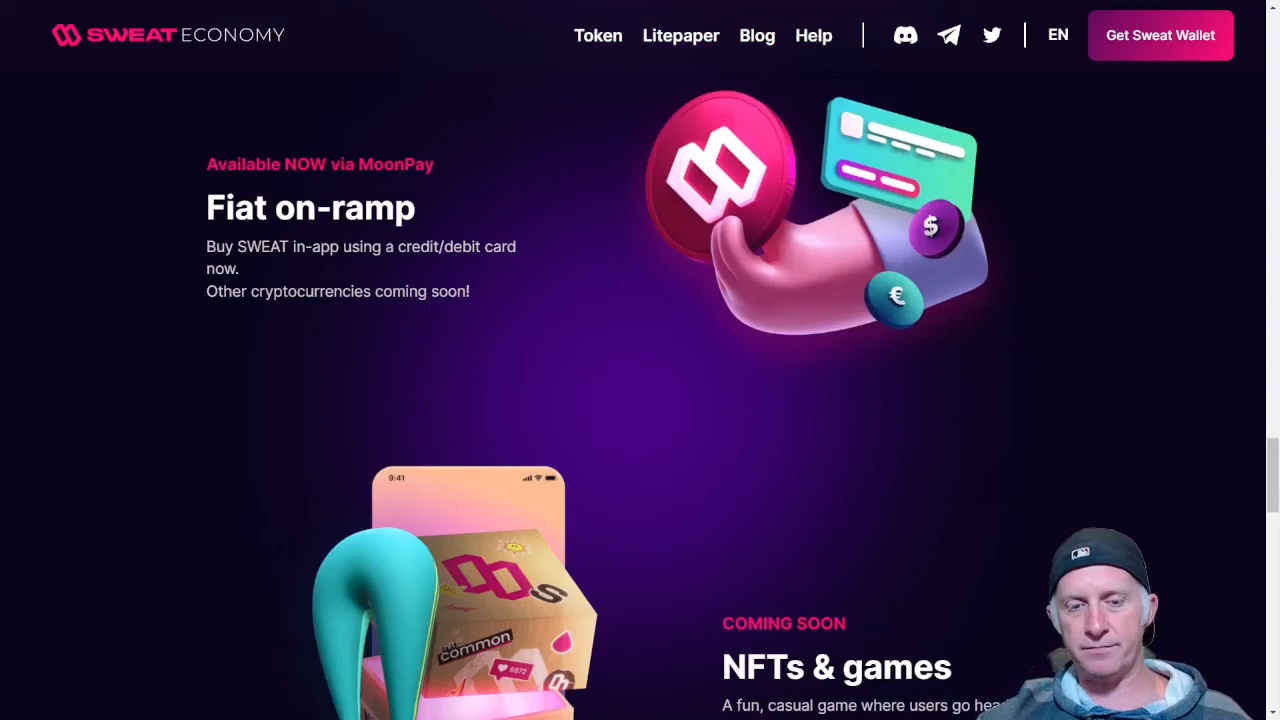 SWEATECONOMY
Token Litepaper Blog Help EN Get Sweat Wallet
Available NOW via MoonPay
Fiat on-ramp
Buy SWEAT in-app using a credit/debit card
now.
Other cryptocurrencies coming soon!
$
€
9:41
S
common
6872
COMING SOON
NFTs & games
A fun, casual game where users go